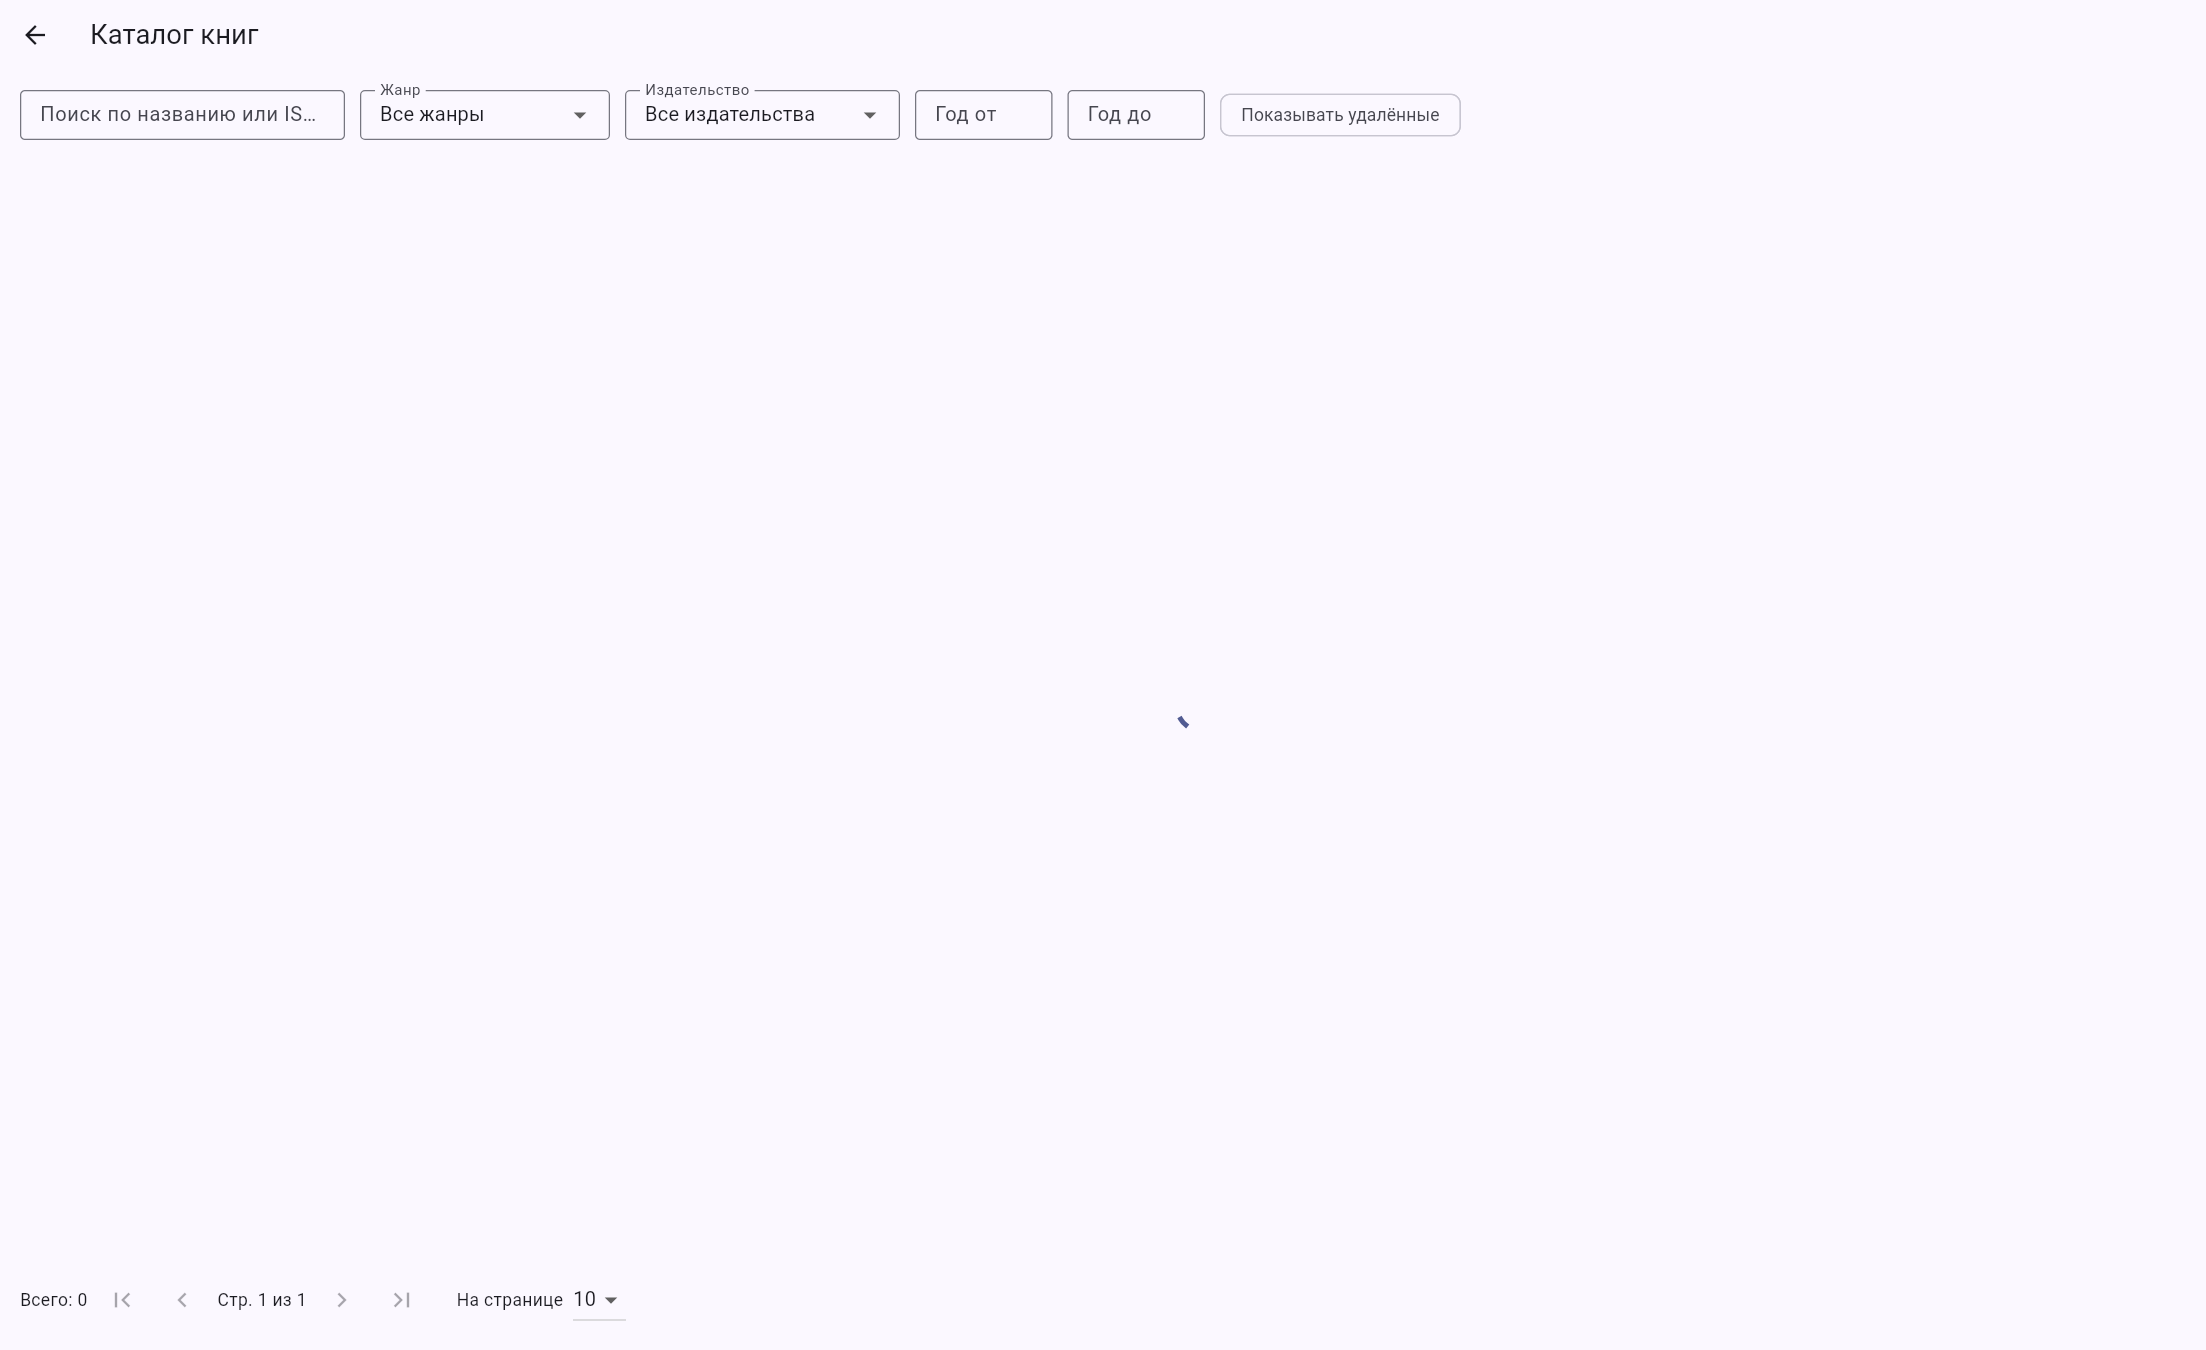 Каталог книг
Поиск по названию или IS…
Жанр
Все жанры
Издательство
Все издательства
Год от
Год до
Показывать удалённые
Всего: 0
Стр. 1 из 1
На странице
10